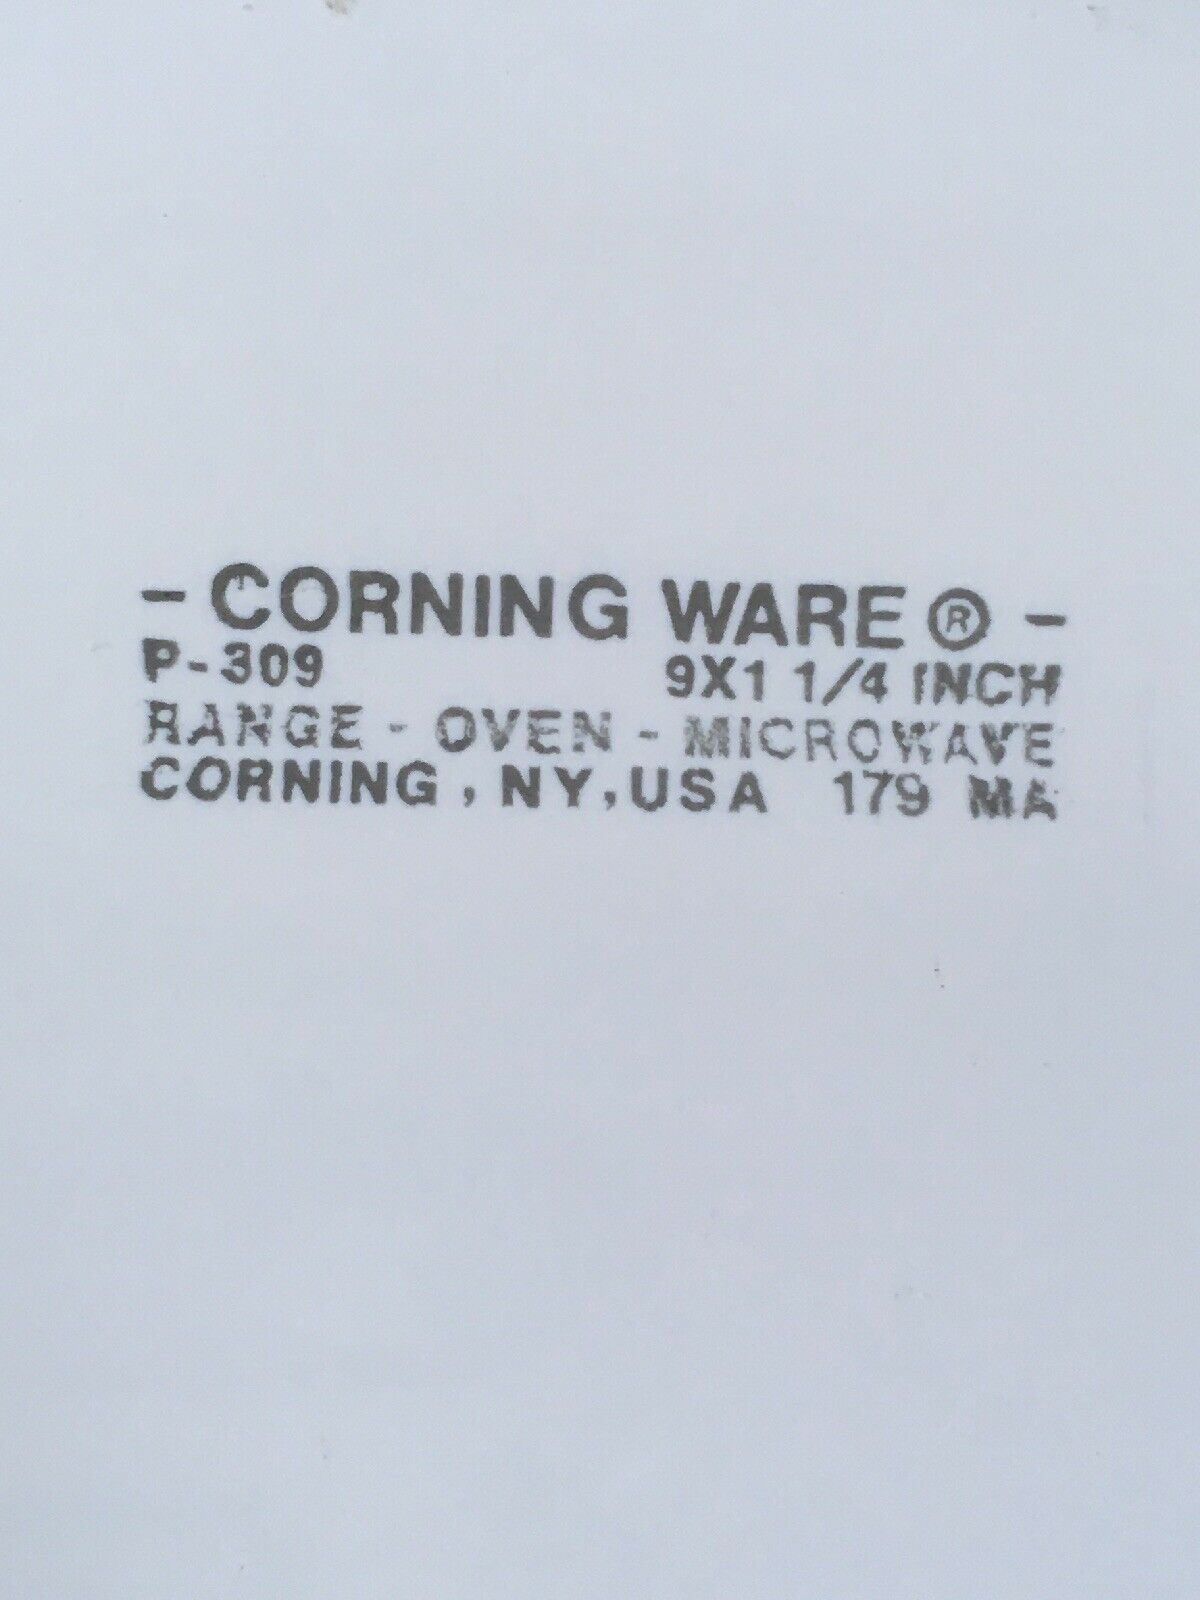 - CORNING WARE ® -
P-309 9X1 1/4 INCH
RANGE - OVEN - MICROWAVE
CORNING, NY, USA 179 MA